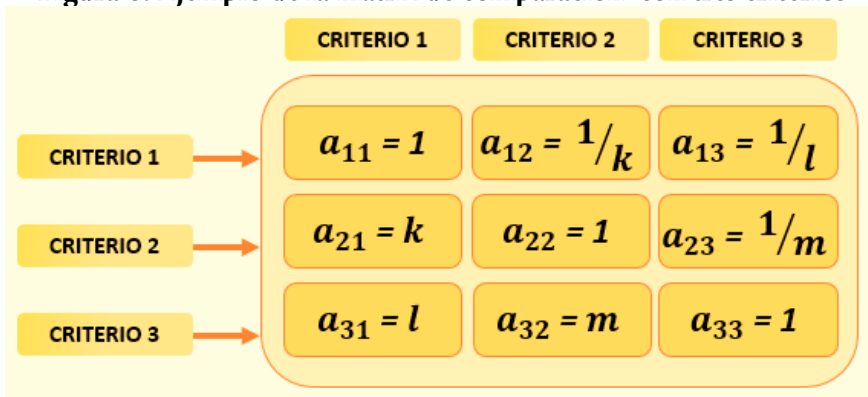 CRITERIO 1 CRITERIO 2 CRITERIO 3
CRITERIO 1 a₁₁ = 1 a₁₂ = 1/k a₁₃ = 1/l
CRITERIO 2 a₂₁ = k a₂₂ = 1 a₂₃ = 1/m
CRITERIO 3 a₃₁ = l a₃₂ = m a₃₃ = 1